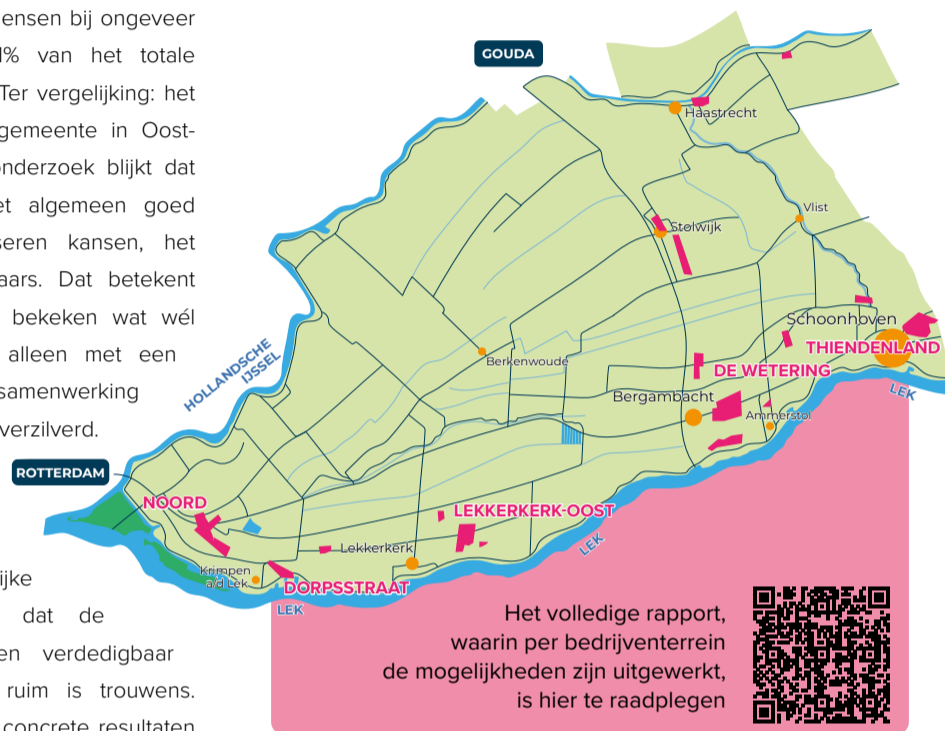 ensen bij ongeveer
% van het totale
Ter vergelijking: het
gemeente in Oost-
onderzoek blijkt dat
et algemeen goed
seren kansen, het
aars. Dat betekent
bekeken wat wél
alleen met een
samenwerking
verzilverd.
ijke
dat de
en verdedigbaar
ruim is trouwens.
concrete resultaten
GOUDA
Haastrecht
Vlist
Stolwijk
Schoonhoven
THIENDENLAND
LEK
DE WETERING
Bergambacht
Ammerstol
Berkenwoude
HOLLANDSCHE
IJSSEL
ROTTERDAM
NOORD
LEKKERKERK-OOST
LEK
Lekkerkerk
Krimpen
a/d Lek
DORPSSTRAAT
LEK
Het volledige rapport,
waarin per bedrijventerrein
de mogelijkheden zijn uitgewerkt,
is hier te raadplegen